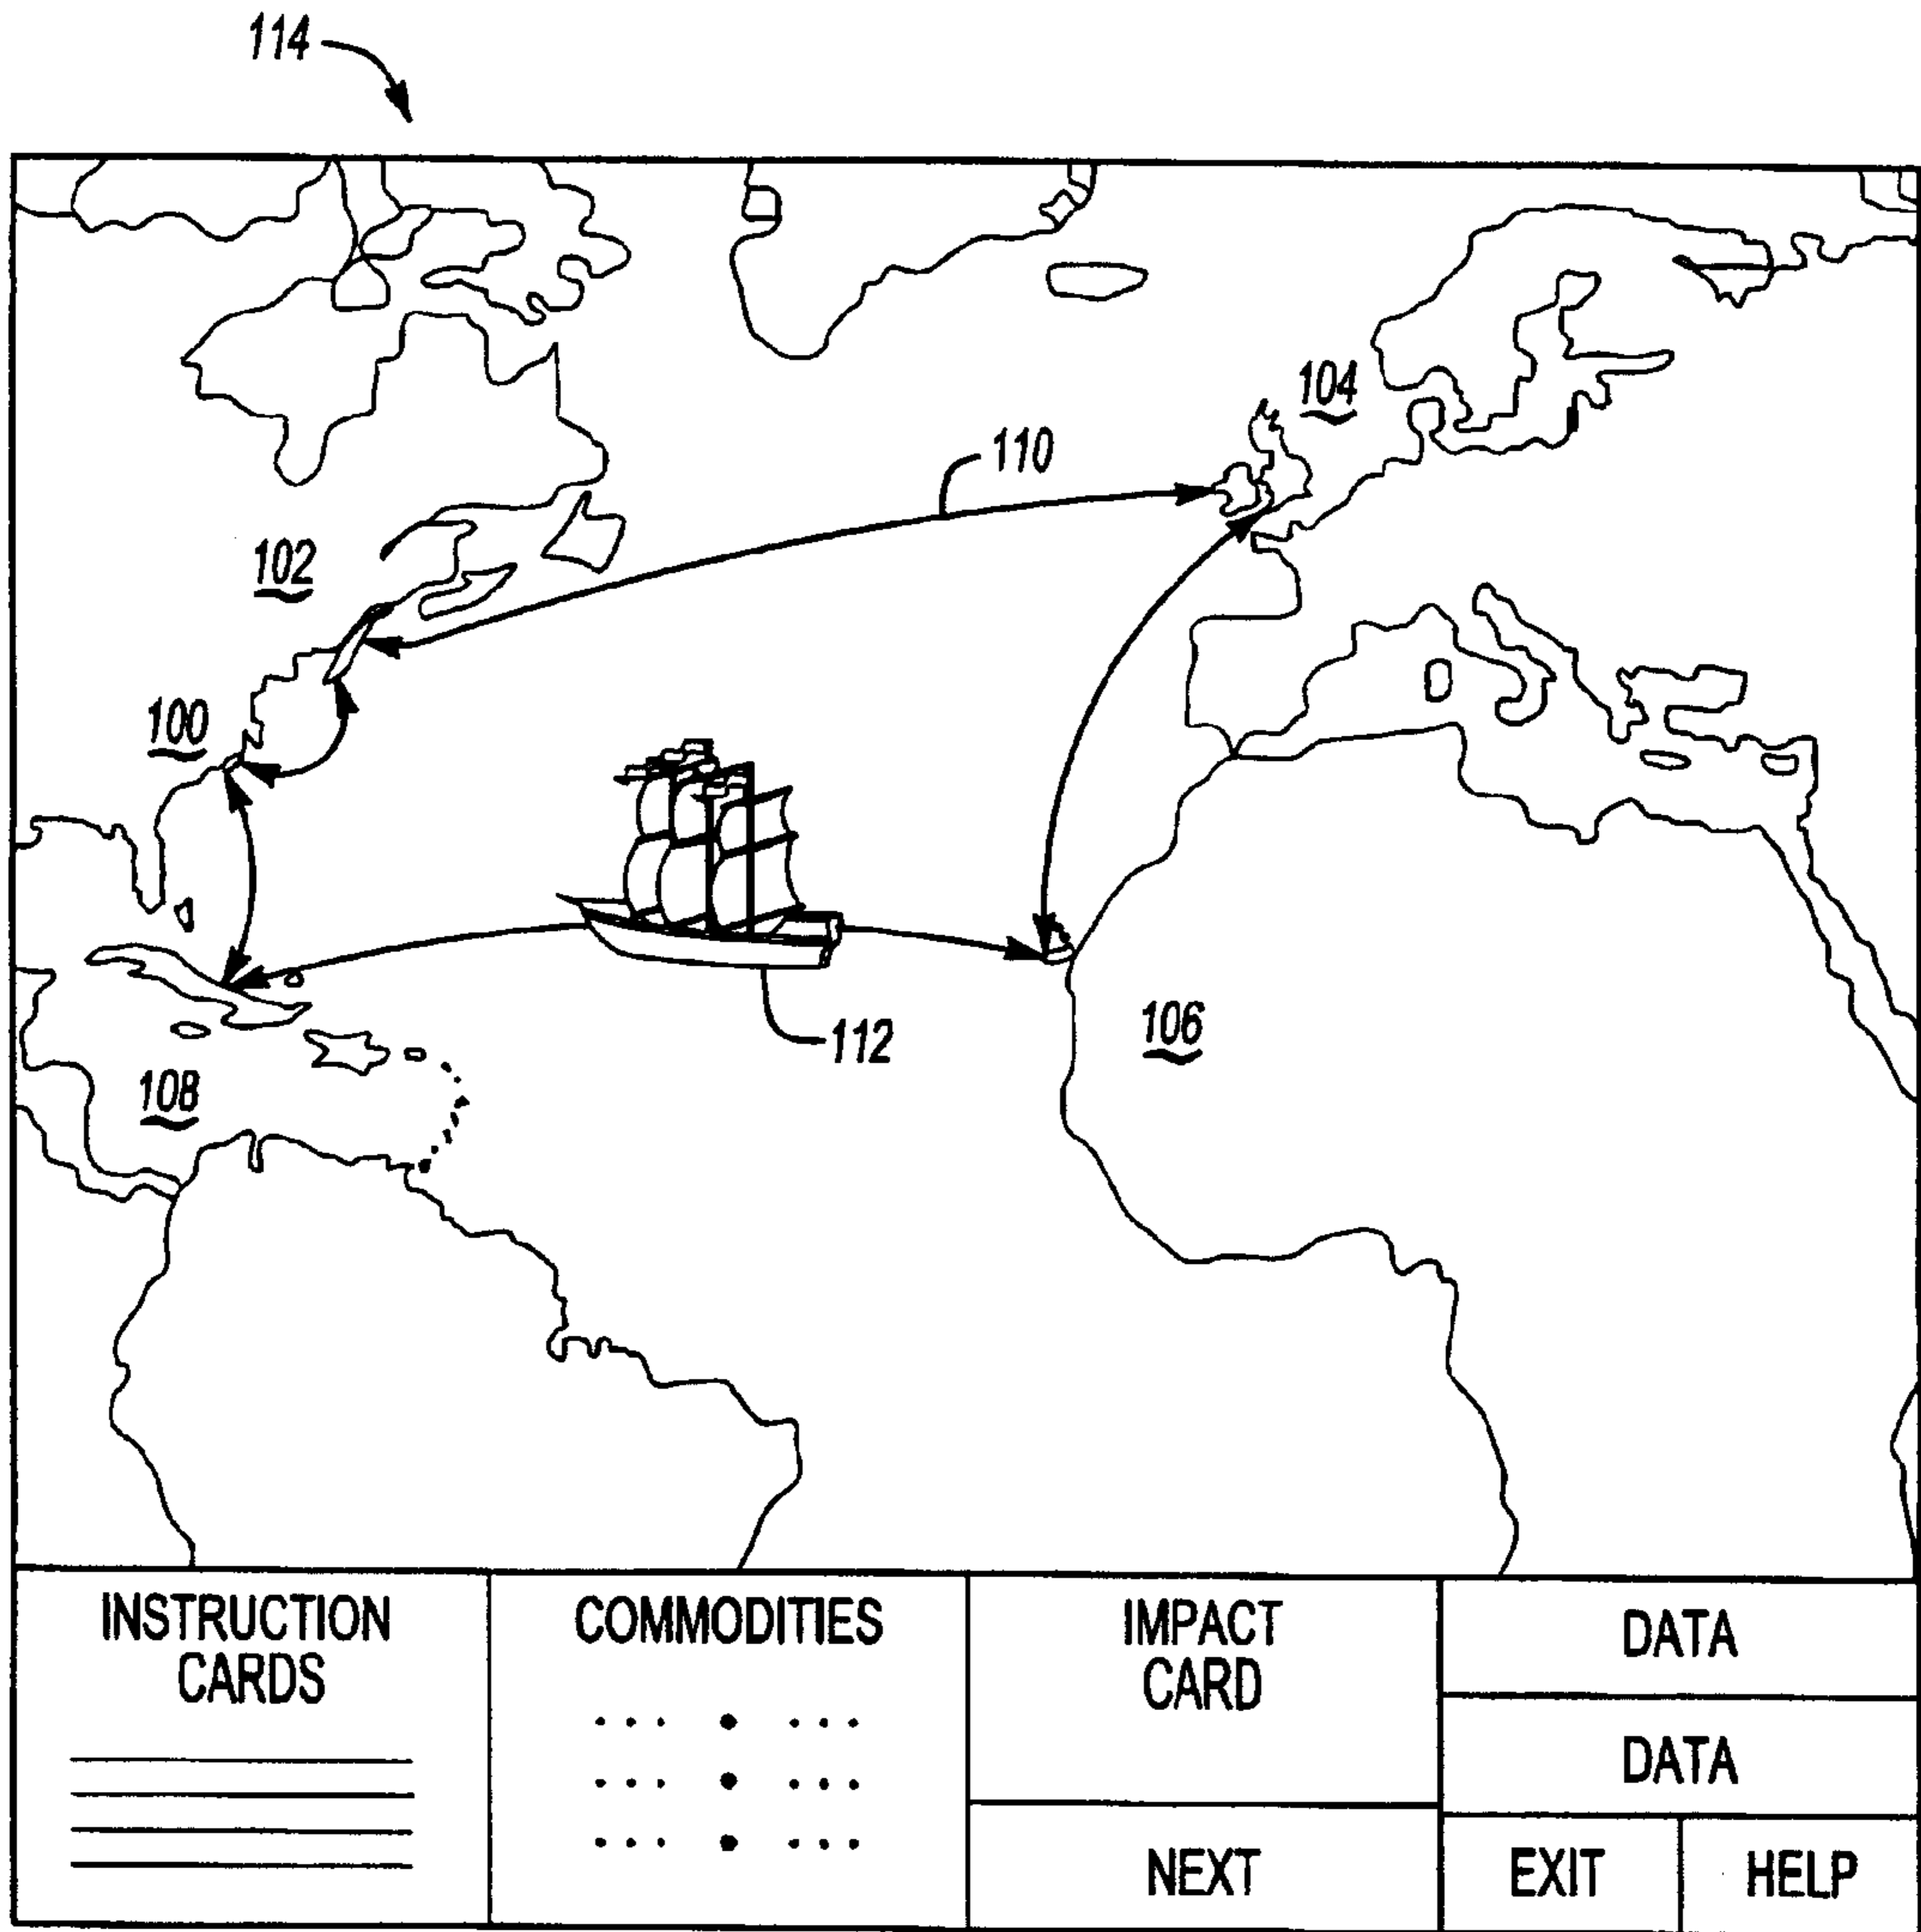 114
104
110
102
100
112
106
108
INSTRUCTION
CARDS
COMMODITIES
IMPACT
CARD
DATA
DATA
NEXT
EXIT
HELP